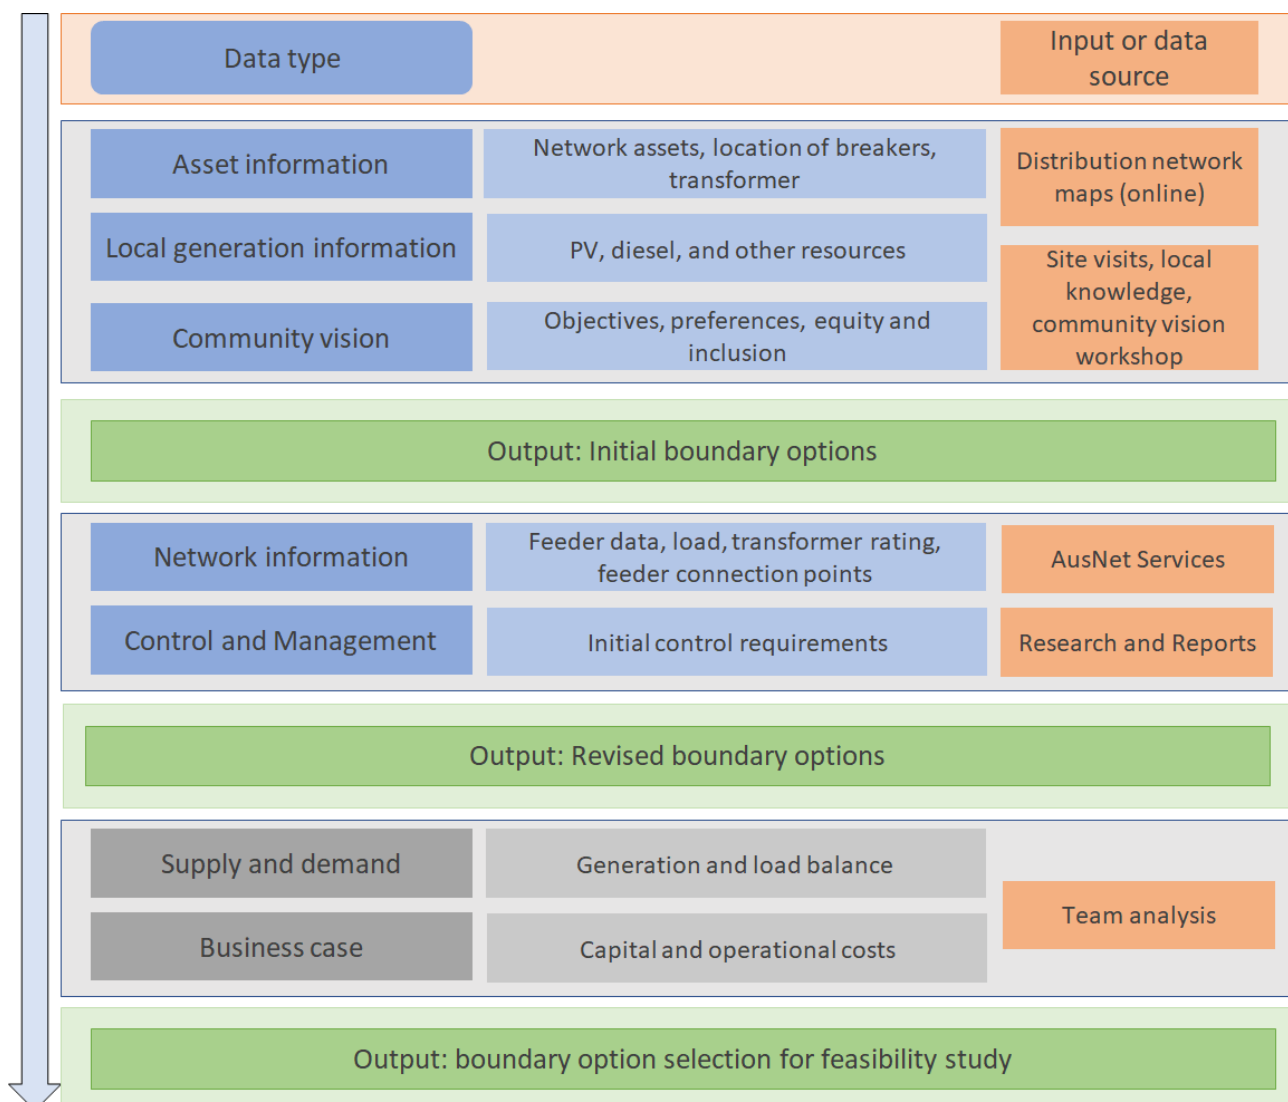 Data type
Input or data
source
Asset information
Network assets, location of breakers,
transformer
Distribution network
maps (online)
Local generation information
PV, diesel, and other resources
Site visits, local
knowledge,
community vision
workshop
Community vision
Objectives, preferences, equity and
inclusion
Output: Initial boundary options
Network information
Feeder data, load, transformer rating,
feeder connection points
AusNet Services
Control and Management
Initial control requirements
Research and Reports
Output: Revised boundary options
Supply and demand
Generation and load balance
Team analysis
Business case
Capital and operational costs
Output: boundary option selection for feasibility study